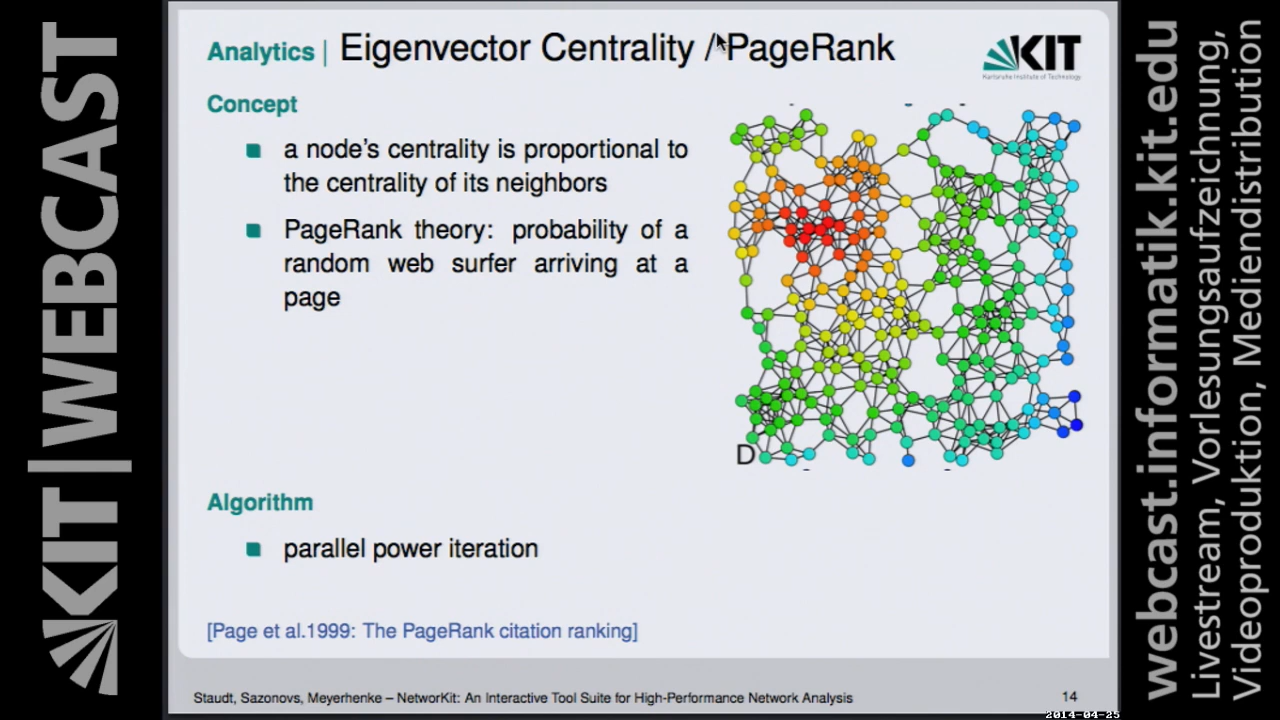 KIT | WEBCAST
Analytics | Eigenvector Centrality / PageRank
KIT
Karlsruhe Institute of Technology
Concept
a node's centrality is proportional to
the centrality of its neighbors
PageRank theory: probability of a
random web surfer arriving at a
page
D
Algorithm
parallel power iteration
[Page et al.1999: The PageRank citation ranking]
Staudt, Sazonovs, Meyerhenke – NetworKit: An Interactive Tool Suite for High-Performance Network Analysis
14
2014-04-25
webcast.informatik.kit.edu
Livestream, Vorlesungsaufzeichnung,
Videoproduktion, Mediendistribution